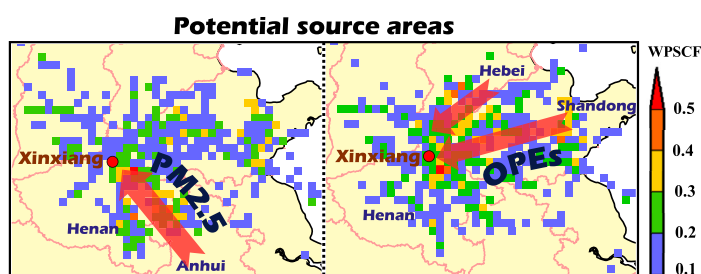 Potential source areas
WPSCF
Xinxiang
PM2.5
Henan
Anhui
Hebei
Shandong
Xinxiang
OPEs
Henan
0.5
0.4
0.3
0.2
0.1